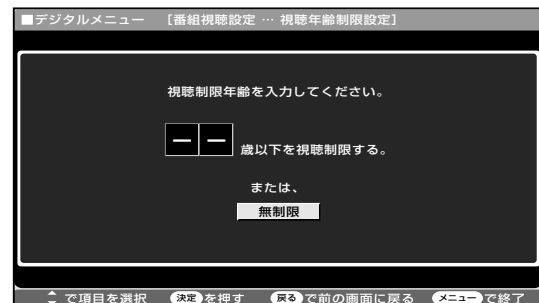 ■デジタルメニュー [番組視聴設定 … 視聴年齢制限設定]
視聴制限年齢を入力してください。
－－ 歳以下を視聴制限する。
または、
無制限
で項目を選択 決定を押す 戻るで前の画面に戻る メニューで終了